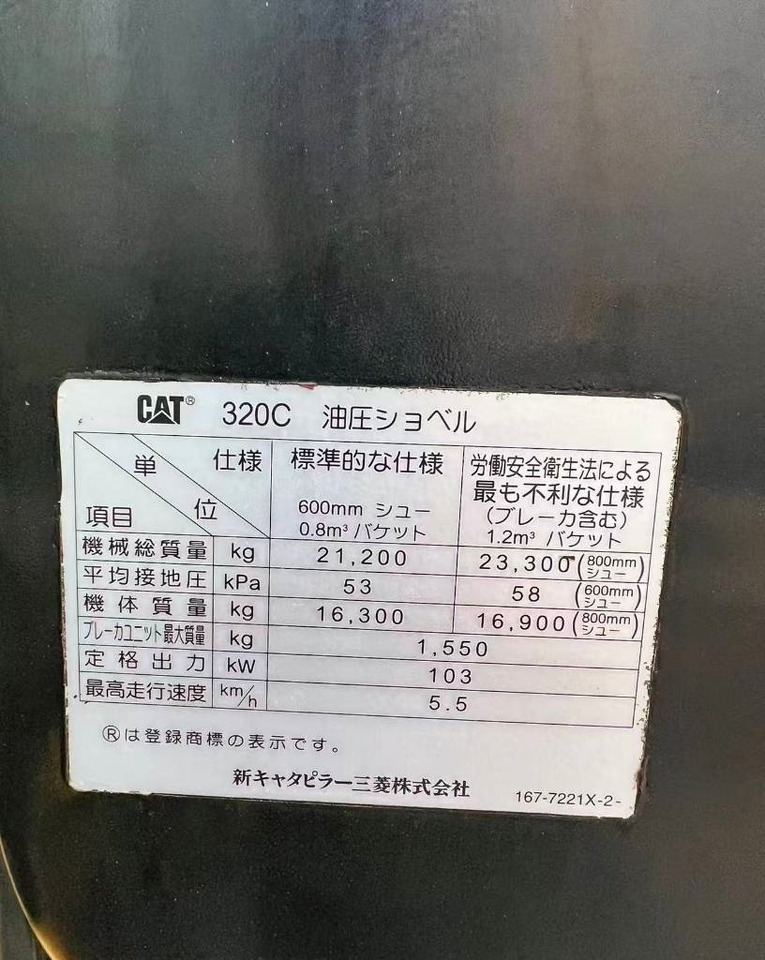 CAT® 320C 油圧ショベル
単位 仕様 標準的な仕様 労働安全衛生法による
最も不利な仕様
項目 600mm シュー (ブレーカ含む)
0.8m³ バケット 1.2m³ バケット
機械総質量 kg 21,200 23,300 (800mm シュー)
平均接地圧 kPa 53 58 (600mm シュー)
機体質量 kg 16,300 16,900 (800mm シュー)
ブレーカユニット最大質量 kg 1,550
定格出力 kW 103
最高走行速度 km/h 5.5
Ⓡは登録商標の表示です。
新キャタピラー三菱株式会社
167-7221X-2-